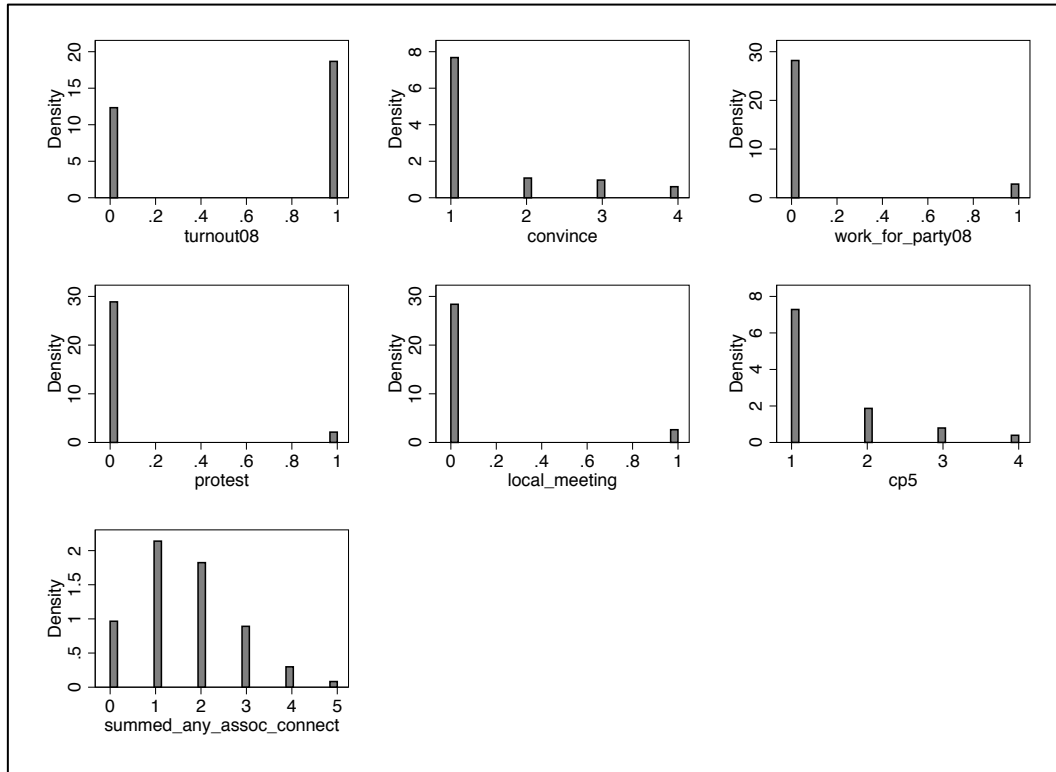 Density
20
15
10
5
0
0 .2 .4 .6 .8 1
turnout08
Density
8
6
4
2
0
1 2 3 4
convince
Density
30
20
10
0
0 .2 .4 .6 .8 1
work_for_party08
Density
30
20
10
0
0 .2 .4 .6 .8 1
protest
Density
30
20
10
0
0 .2 .4 .6 .8 1
local_meeting
Density
8
6
4
2
0
1 2 3 4
cp5
Density
2
1.5
1
.5
0
0 1 2 3 4 5
summed_any_assoc_connect